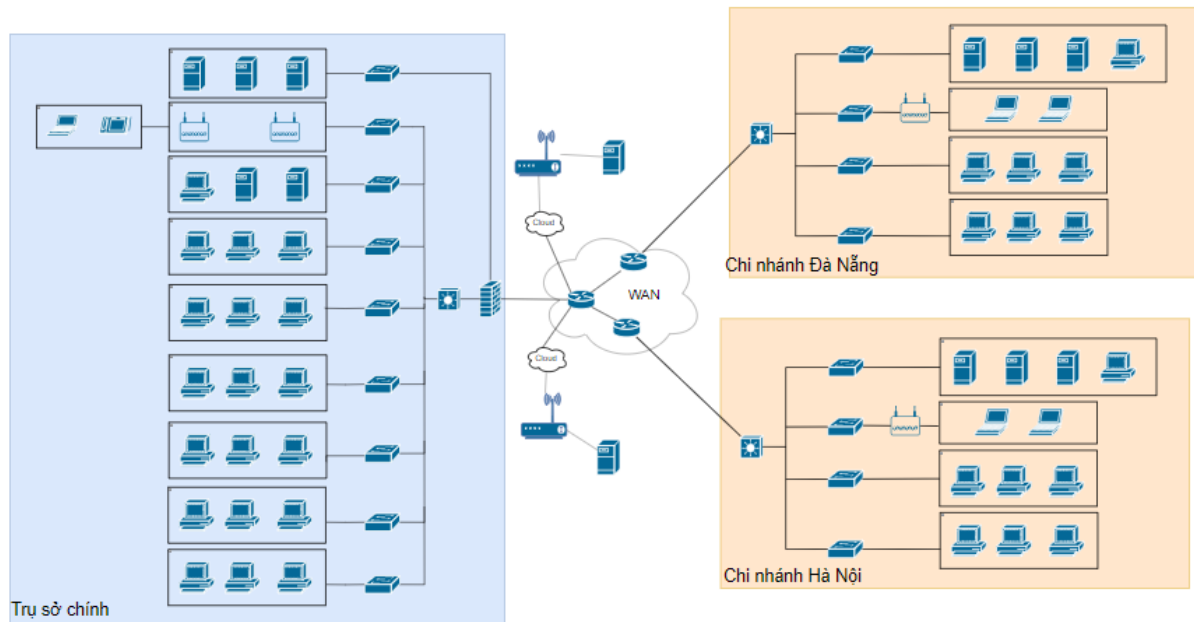 Cloud
WAN
Cloud
Trụ sở chính
Chi nhánh Đà Nẵng
Chi nhánh Hà Nội